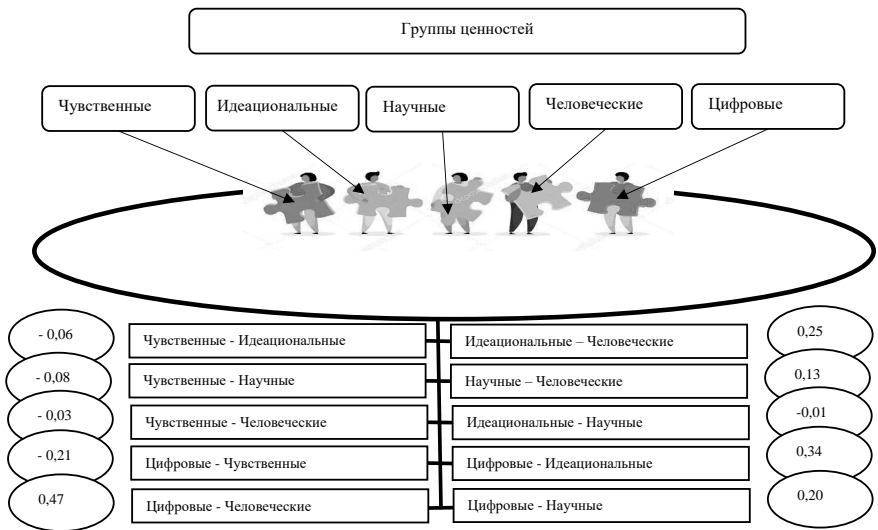 Группы ценностей
Чувственные
Идеациональные
Научные
Человеческие
Цифровые
- 0,06
Чувственные - Идеациональные
Идеациональные – Человеческие
0,25
- 0,08
Чувственные - Научные
Научные – Человеческие
0,13
- 0,03
Чувственные - Человеческие
Идеациональные - Научные
-0,01
- 0,21
Цифровые - Чувственные
Цифровые - Идеациональные
0,34
0,47
Цифровые - Человеческие
Цифровые - Научные
0,20